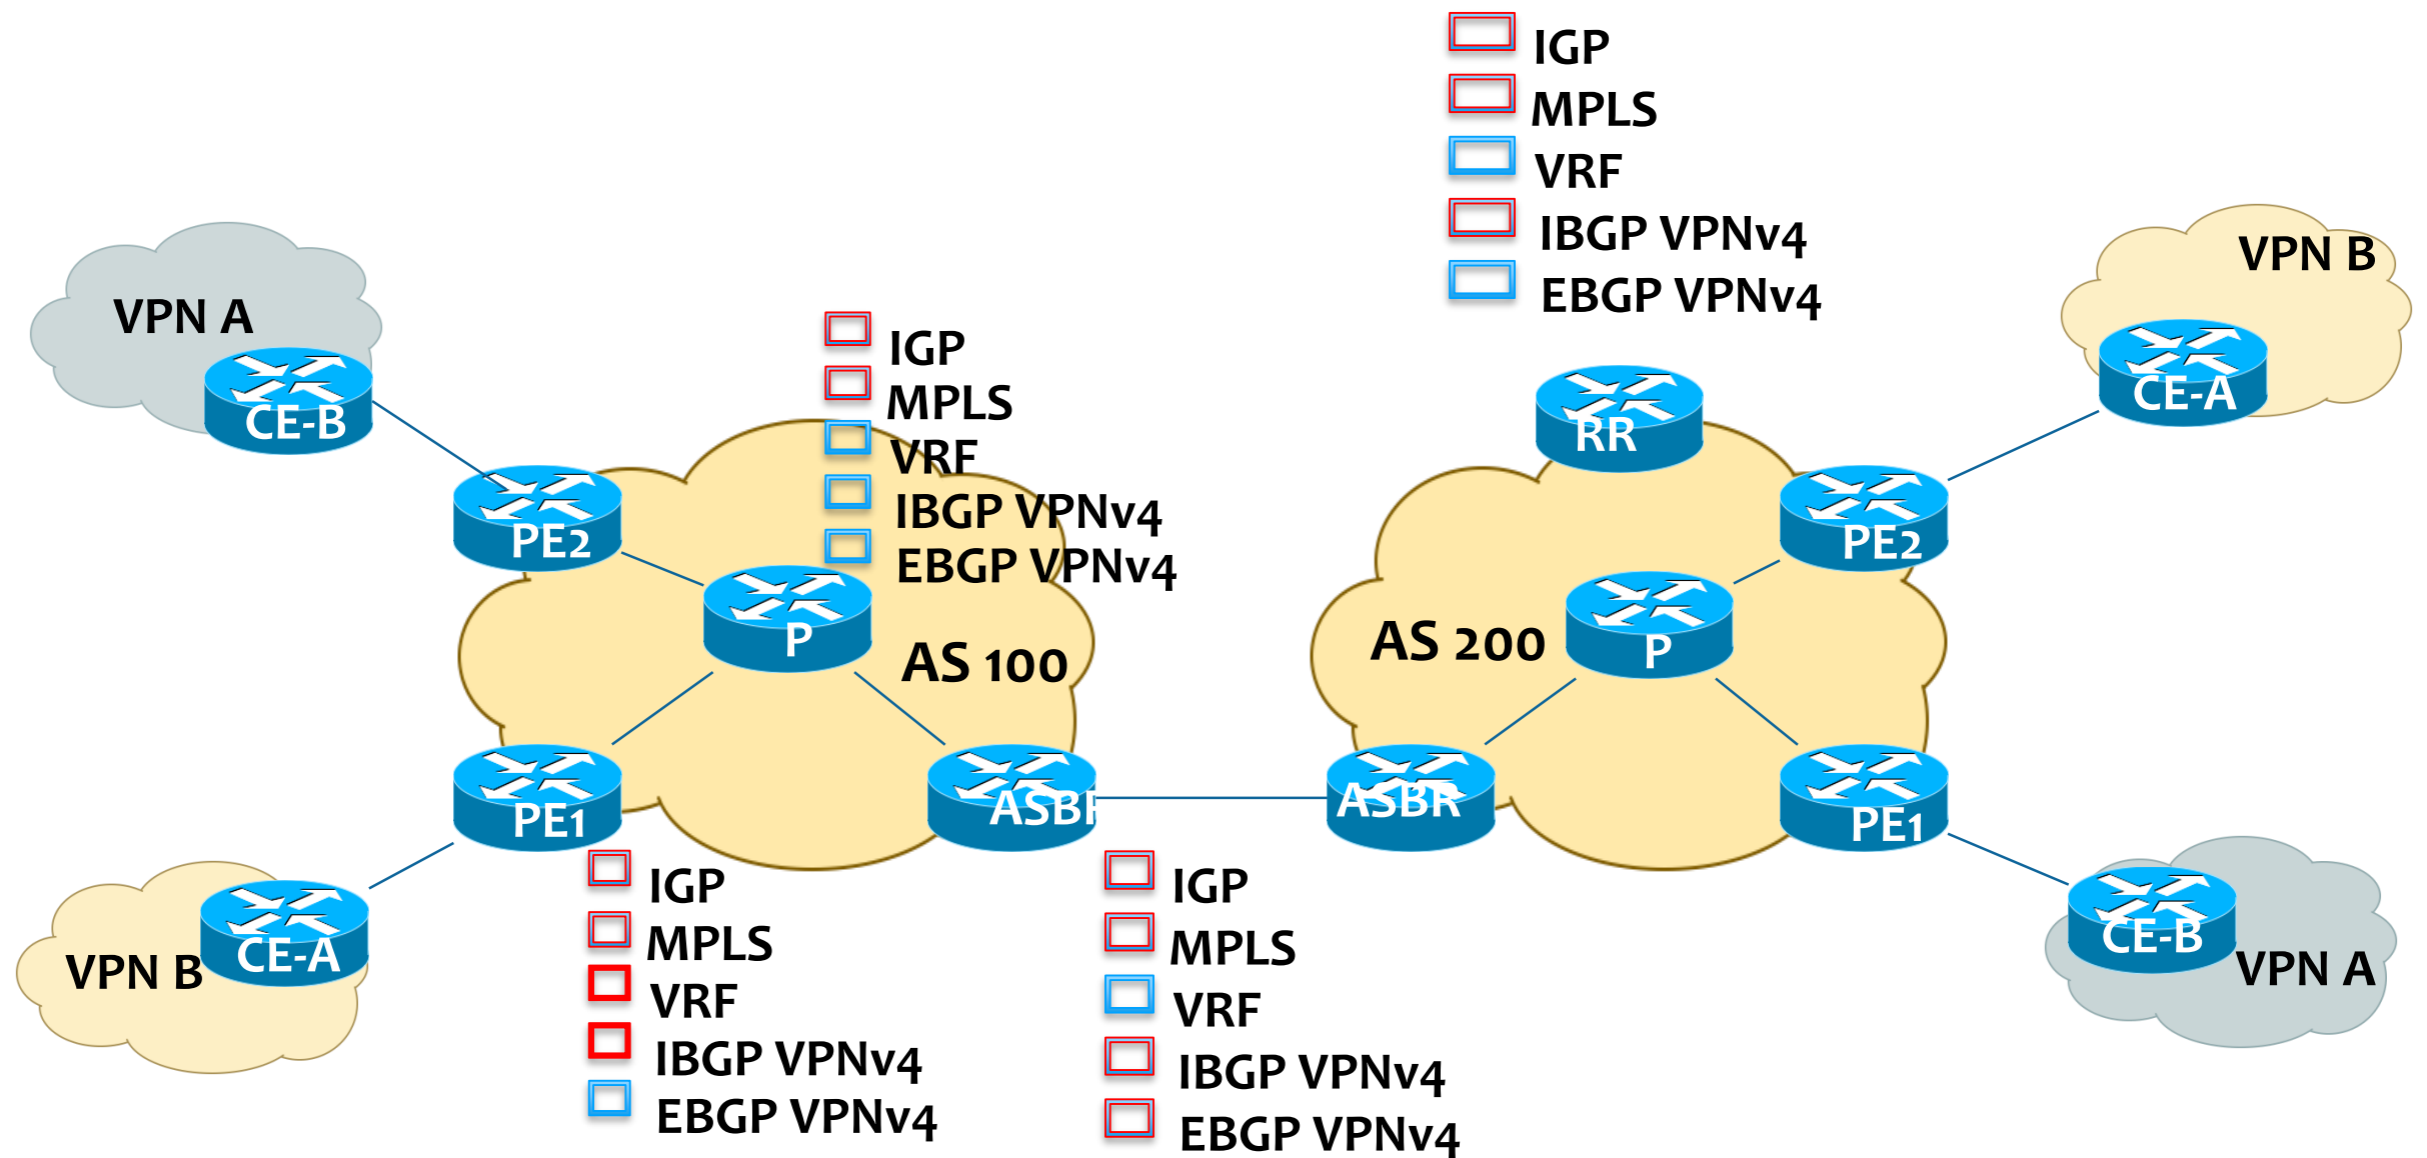 IGP
MPLS
VRF
IBGP VPNv4
EBGP VPNv4
VPN A
CE-B
VPN B
CE-A
IGP
MPLS
VRF
IBGP VPNv4
EBGP VPNv4
RR
PE2
PE2
P
AS 100
AS 200
P
PE1
ASBR
ASBR
PE1
VPN B
CE-A
CE-B
VPN A
IGP
MPLS
VRF
IBGP VPNv4
EBGP VPNv4
IGP
MPLS
VRF
IBGP VPNv4
EBGP VPNv4